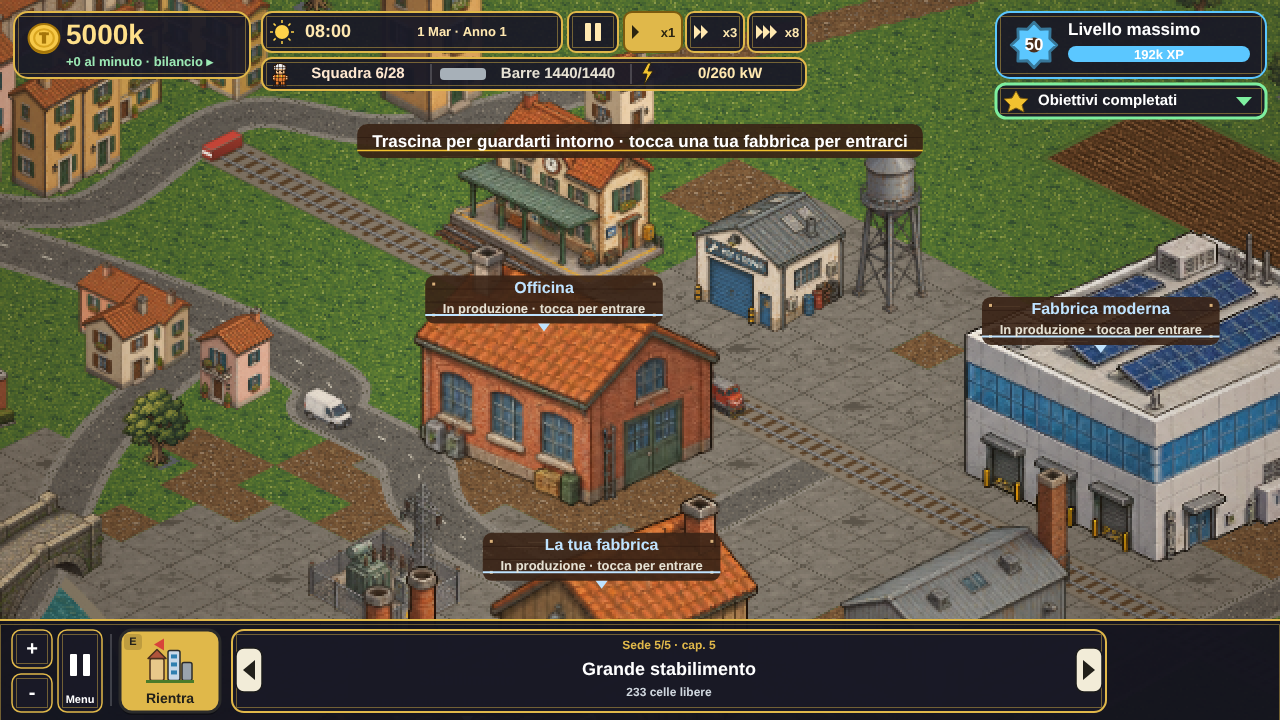 5000k
+0 al minuto · bilancio ▸
08:00
1 Mar · Anno 1
x1
x3
x8
Squadra 6/28
Barre 1440/1440
0/260 kW
50
Livello massimo
192k XP
Obiettivi completati
Trascina per guardarti intorno · tocca una tua fabbrica per entrarci
Officina
In produzione · tocca per entrare
Fabbrica moderna
In produzione · tocca per entrare
La tua fabbrica
In produzione · tocca per entrare
+
-
Menu
E
Rientra
Sede 5/5 · cap. 5
Grande stabilimento
233 celle libere